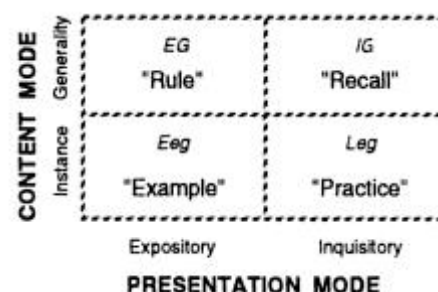 CONTENT MODE
Generality
Instance
EG
"Rule"
IG
"Recall"
Eeg
"Example"
Leg
"Practice"
Expository
Inquisitory
PRESENTATION MODE